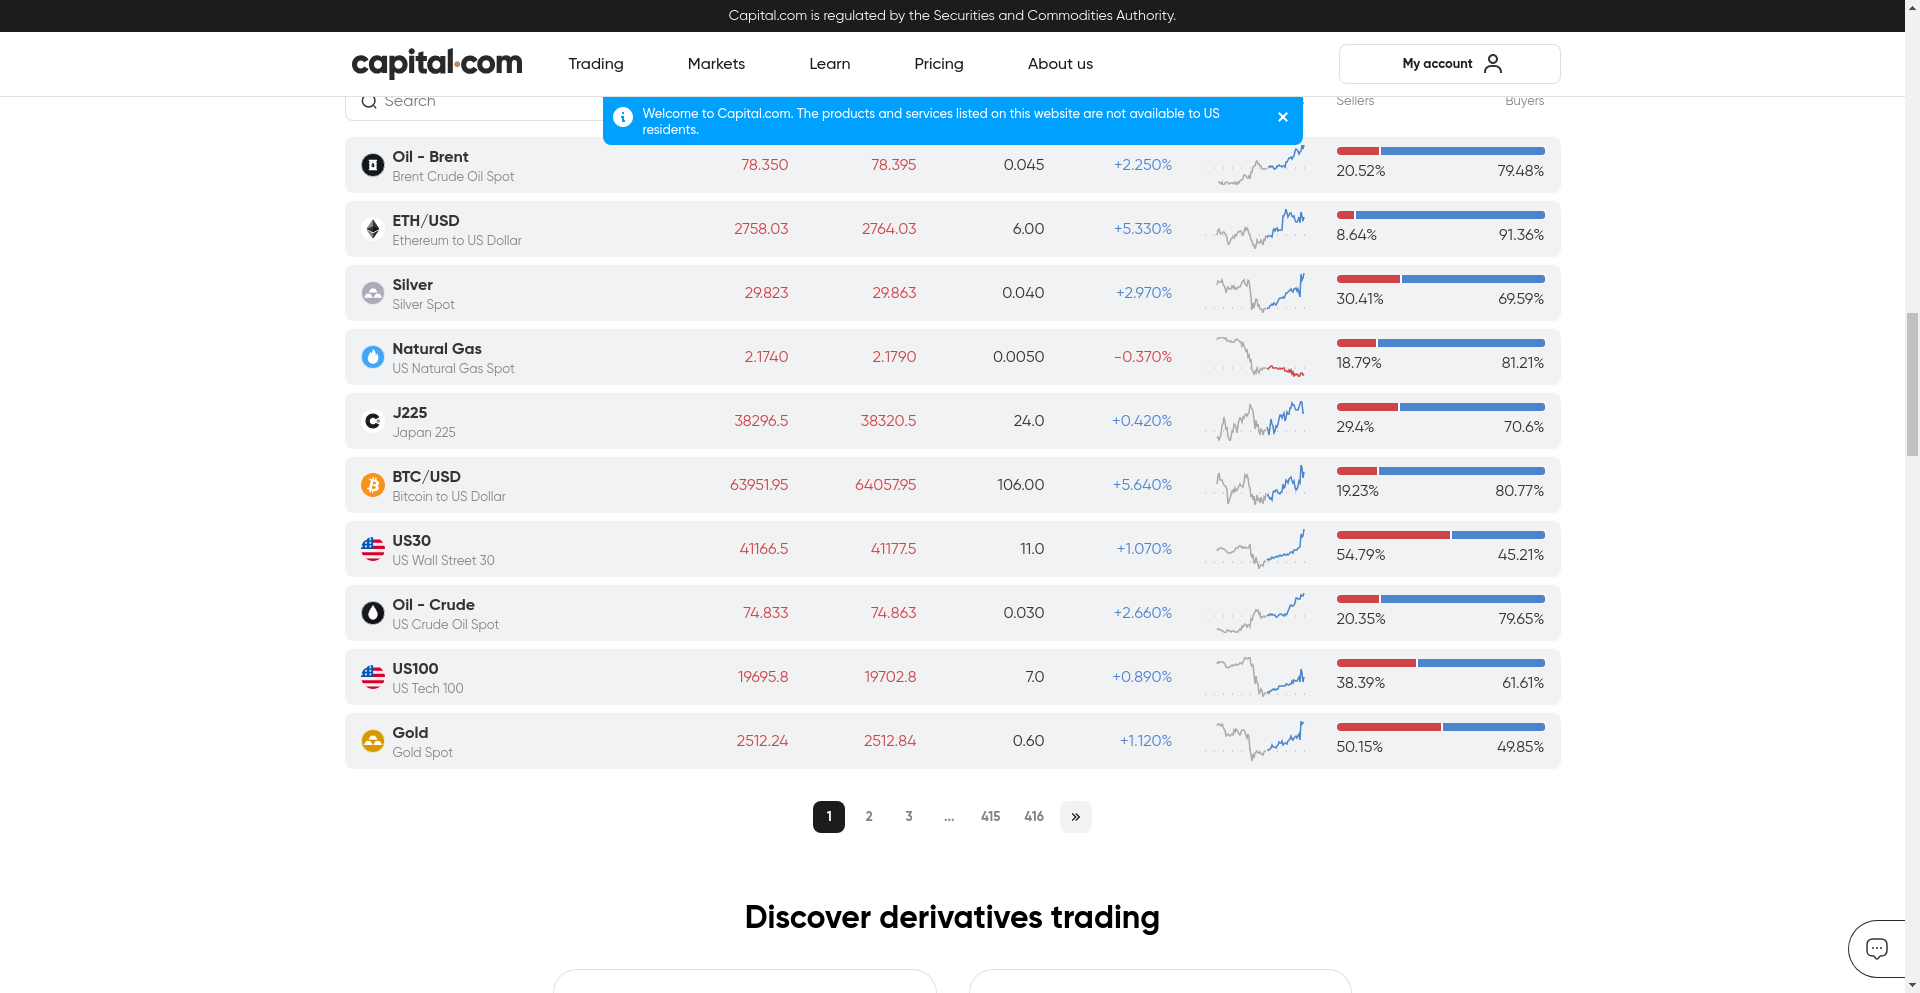 Capital.com is regulated by the Securities and Commodities Authority.
capital.com
Trading
Markets
Learn
Pricing
About us
My account
Search
Sellers
Buyers
Welcome to Capital.com. The products and services listed on this website are not available to US
residents.
Oil - Brent
Brent Crude Oil Spot
78.350
78.395
0.045
+2.250%
20.52%
79.48%
ETH/USD
Ethereum to US Dollar
2758.03
2764.03
6.00
+5.330%
8.64%
91.36%
Silver
Silver Spot
29.823
29.863
0.040
+2.970%
30.41%
69.59%
Natural Gas
US Natural Gas Spot
2.1740
2.1790
0.0050
-0.370%
18.79%
81.21%
J225
Japan 225
38296.5
38320.5
24.0
+0.420%
29.4%
70.6%
BTC/USD
Bitcoin to US Dollar
63951.95
64057.95
106.00
+5.640%
19.23%
80.77%
US30
US Wall Street 30
41166.5
41177.5
11.0
+1.070%
54.79%
45.21%
Oil - Crude
US Crude Oil Spot
74.833
74.863
0.030
+2.660%
20.35%
79.65%
US100
US Tech 100
19695.8
19702.8
7.0
+0.890%
38.39%
61.61%
Gold
Gold Spot
2512.24
2512.84
0.60
+1.120%
50.15%
49.85%
1
2
3
...
415
416
»
Discover derivatives trading